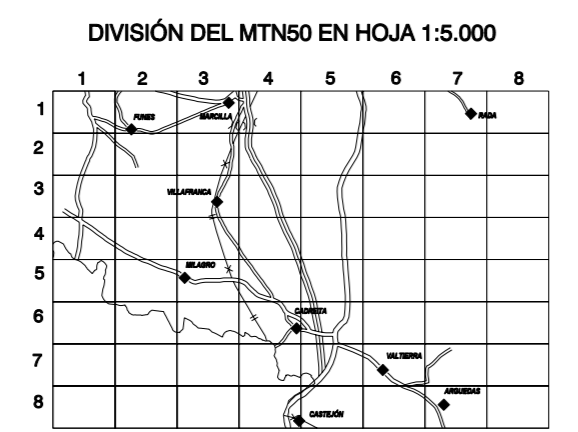 DIVISIÓN DEL MTN50 EN HOJA 1:5.000
1 2 3 4 5 6 7 8
1
FUNES
MARCILLA
RADA
2
3
VILLAFRANCA
4
5
MILAGRO
6
CADREITA
7
VALTIERRA
8
ARGUEDAS
CASTEJÓN